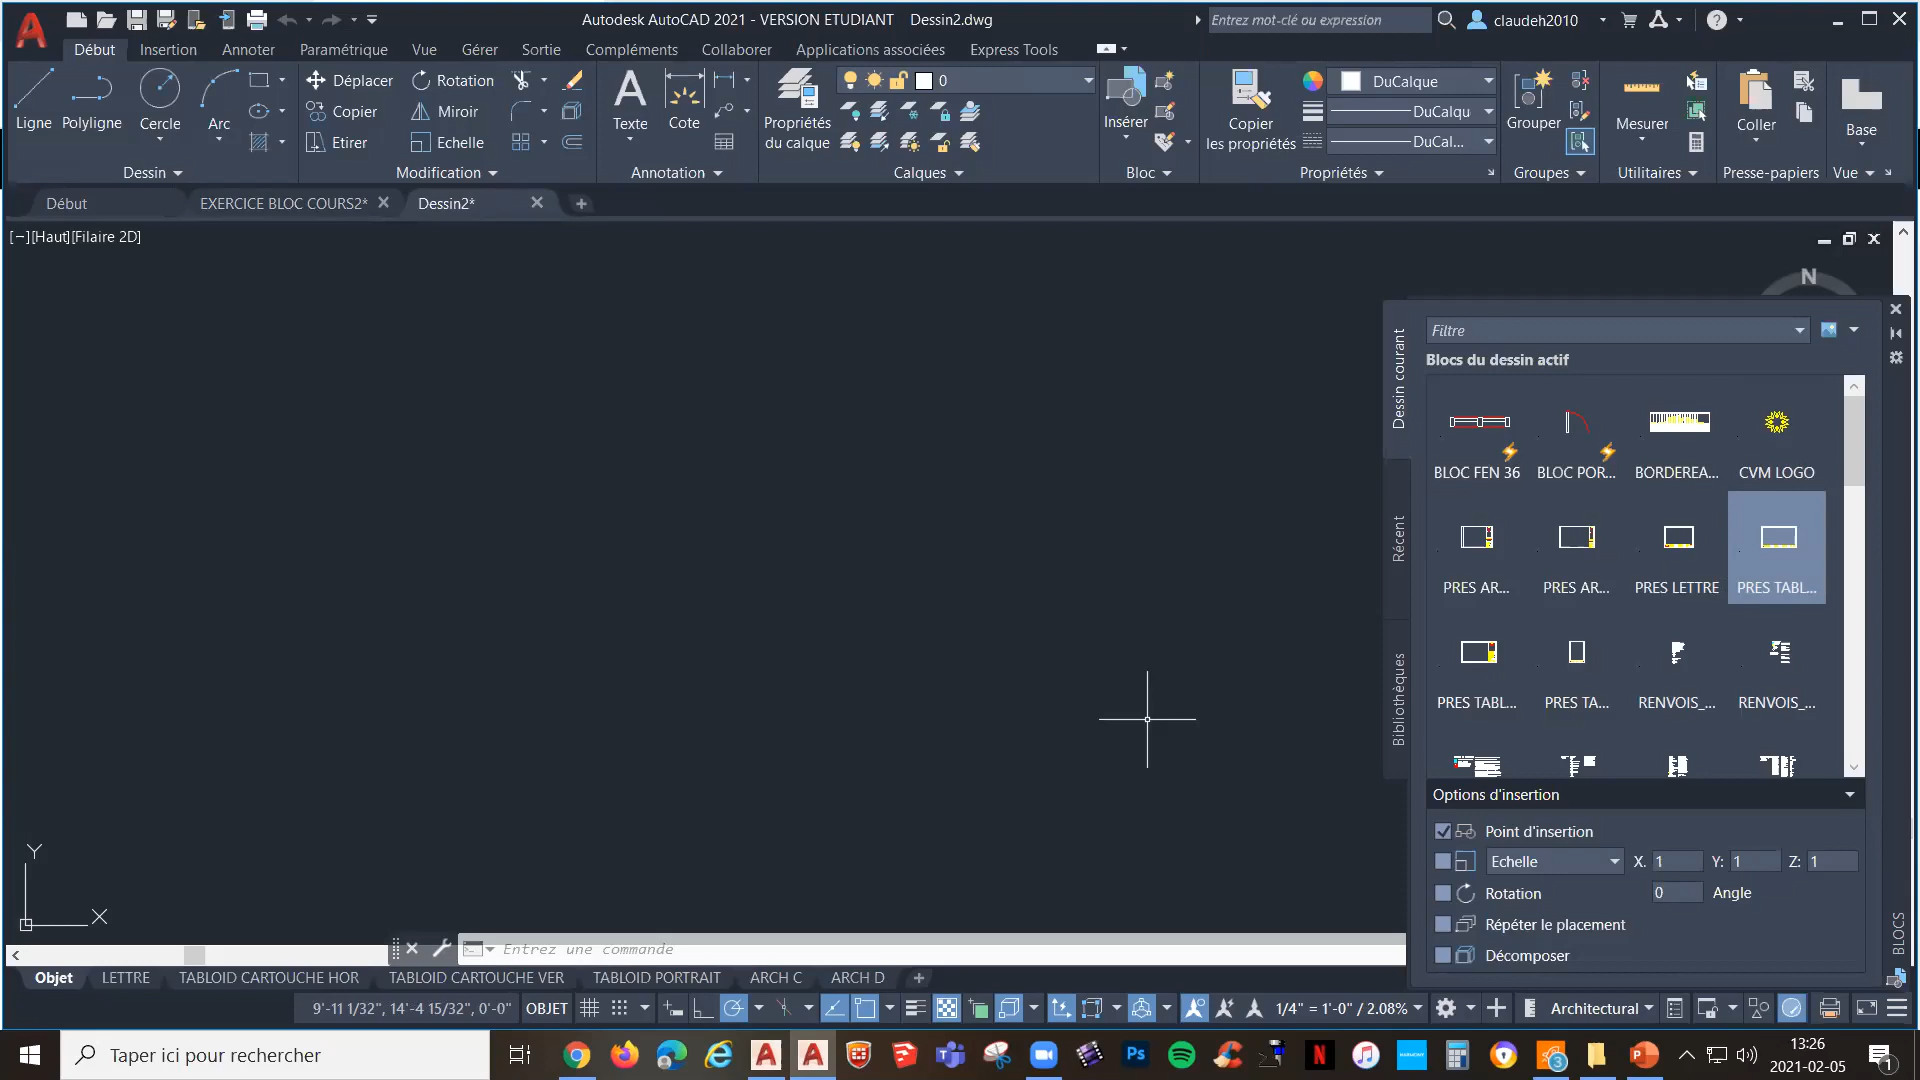 Autodesk AutoCAD 2021 - VERSION ETUDIANT Dessin2.dwg
Entrez mot-clé ou expression
claudeh2010
Début Insertion Annoter Paramétrique Vue Gérer Sortie Compléments Collaborer Applications associées Express Tools
Ligne
Polyligne
Cercle
Arc
Dessin
Déplacer
Rotation
Copier
Miroir
Etirer
Echelle
Modification
Texte
Cote
Annotation
Propriétés
du calque
0
Calques
Insérer
Bloc
Copier
les propriétés
DuCalque
DuCalqu
DuCal...
Propriétés
Grouper
Groupes
Mesurer
Utilitaires
Coller
Presse-papiers
Base
Vue
Début
EXERCICE BLOC COURS2*
Dessin2*
[−][Haut][Filaire 2D]
N
Dessin courant
Récent
Bibliothèques
Filtre
Blocs du dessin actif
BLOC FEN 36 BLOC POR... BORDEREA... CVM LOGO
PRES AR... PRES AR... PRES LETTRE PRES TABL...
PRES TABL... PRES TA... RENVOIS_... RENVOIS_...
Options d'insertion
Point d'insertion
Echelle X. 1 Y: 1 Z: 1
Rotation 0 Angle
Répéter le placement
Décomposer
BLOCS
Y
X
Entrez une commande
Objet LETTRE TABLOID CARTOUCHE HOR TABLOID CARTOUCHE VER TABLOID PORTRAIT ARCH C ARCH D
9'-11 1/32", 14'-4 15/32", 0'-0" OBJET 1/4" = 1'-0" / 2.08% Architectural
Taper ici pour rechercher
Ps
N
HARMONY
3
13:26
2021-02-05
1